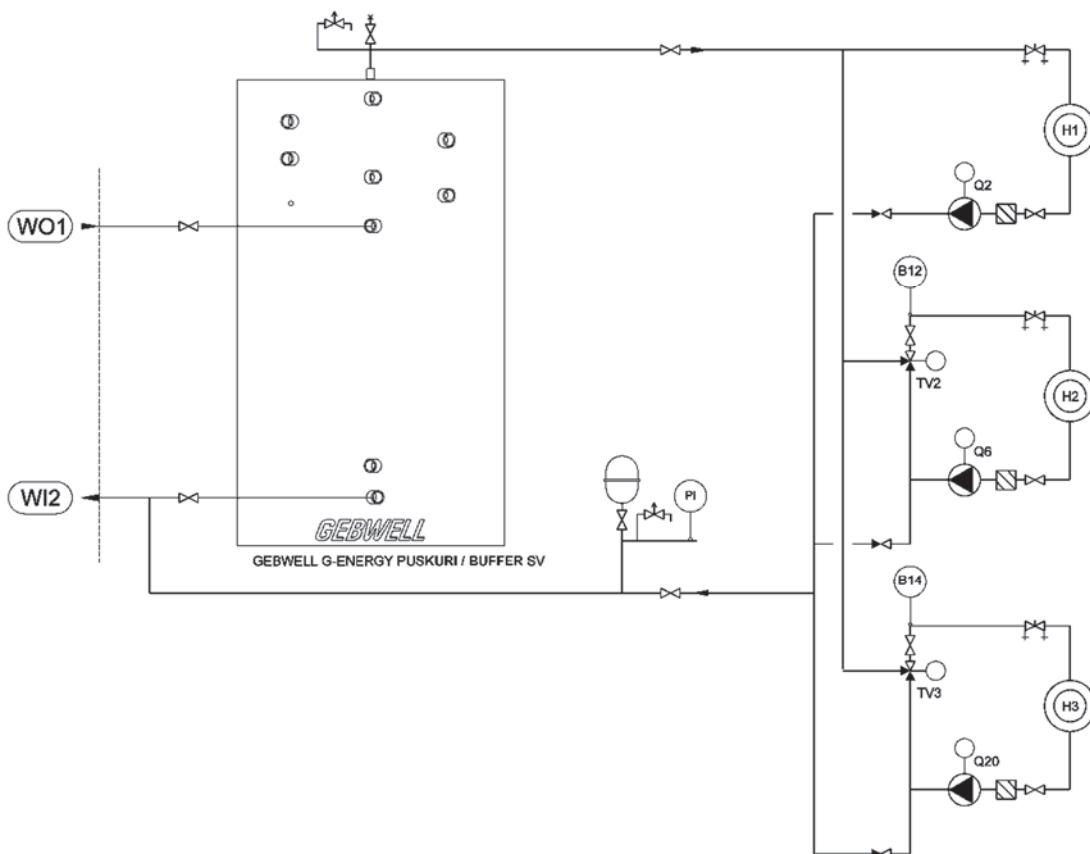 H1
Q2
WO1
B12
TV2
H2
Q6
WI2
PI
GEBWELL
GEBWELL G-ENERGY PUSKURI / BUFFER SV
B14
TV3
H3
Q20